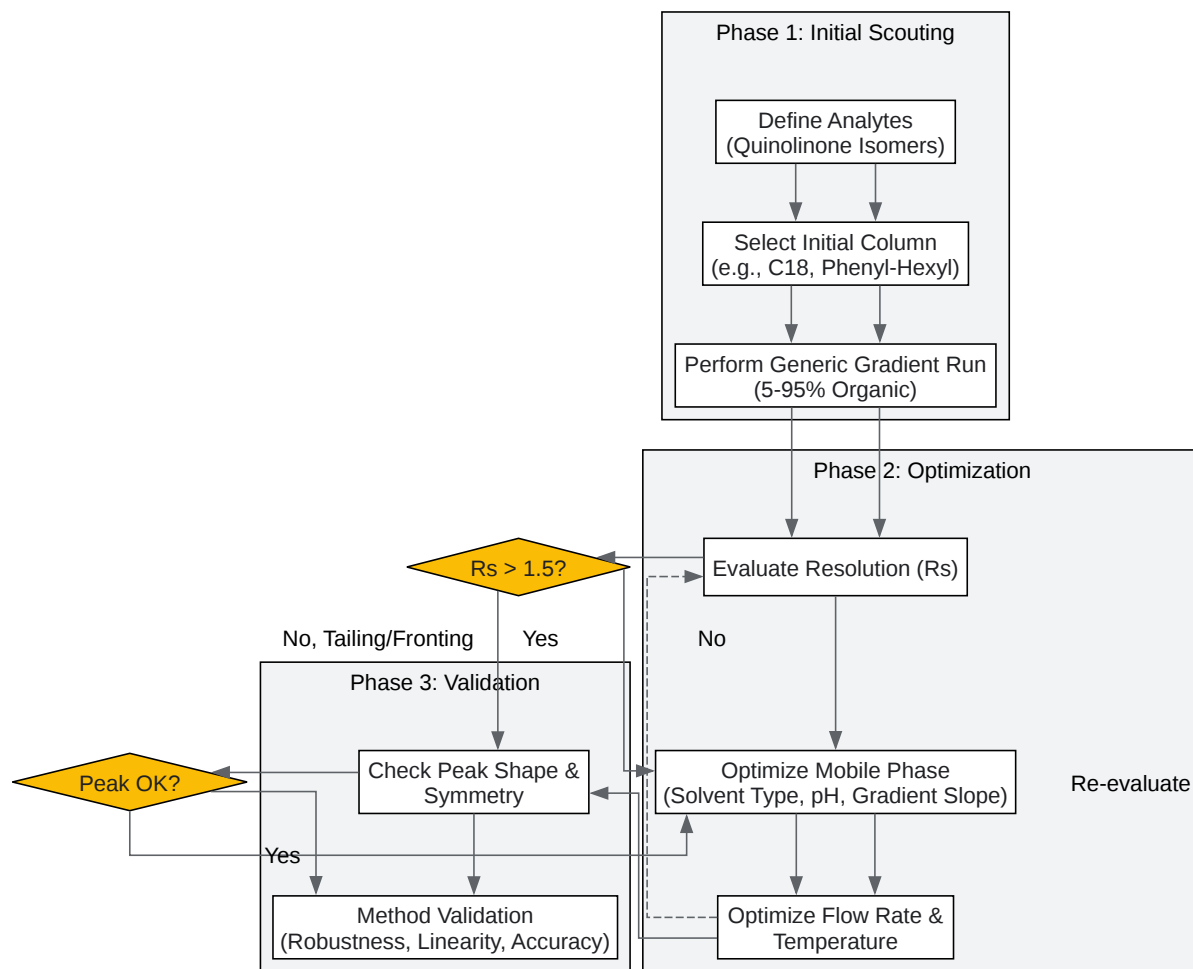 Phase 1: Initial Scouting
Define Analytes
(Quinolinone Isomers)
Select Initial Column
(e.g., C18, Phenyl-Hexyl)
Perform Generic Gradient Run
(5-95% Organic)
Phase 2: Optimization
Rs > 1.5?
Evaluate Resolution (Rs)
No, Tailing/Fronting
Yes
No
Phase 3: Validation
Peak OK?
Check Peak Shape &
Symmetry
Optimize Mobile Phase
(Solvent Type, pH, Gradient Slope)
Re-evaluate
Yes
Method Validation
(Robustness, Linearity, Accuracy)
Optimize Flow Rate &
Temperature